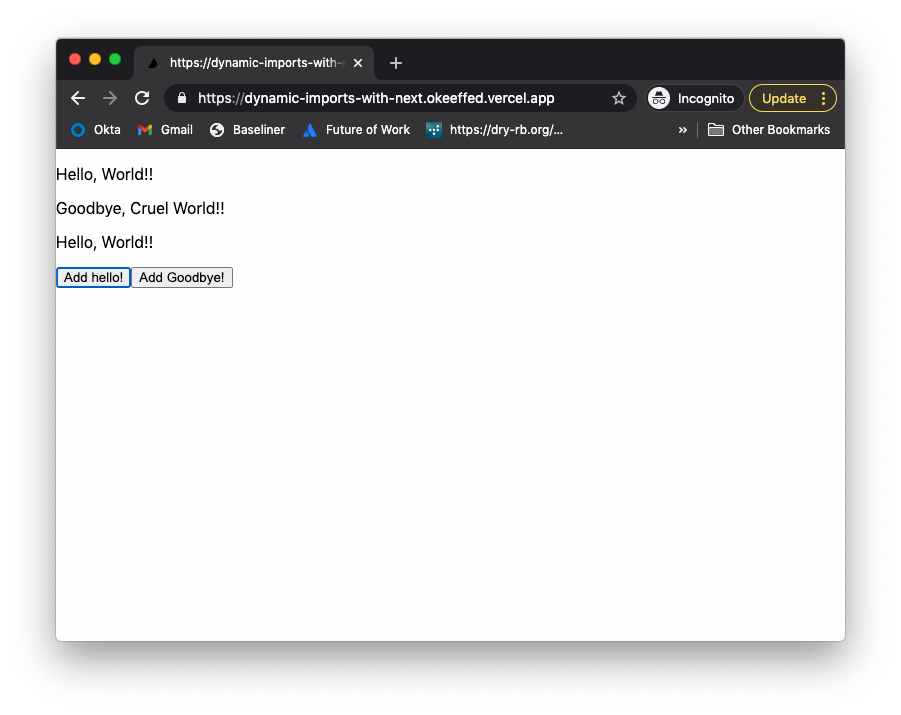 https://dynamic-imports-with-
https://dynamic-imports-with-next.okeeffed.vercel.app Incognito Update
Okta Gmail Baseliner Future of Work https://dry-rb.org/... » Other Bookmarks
Hello, World!!
Goodbye, Cruel World!!
Hello, World!!
Add hello! Add Goodbye!